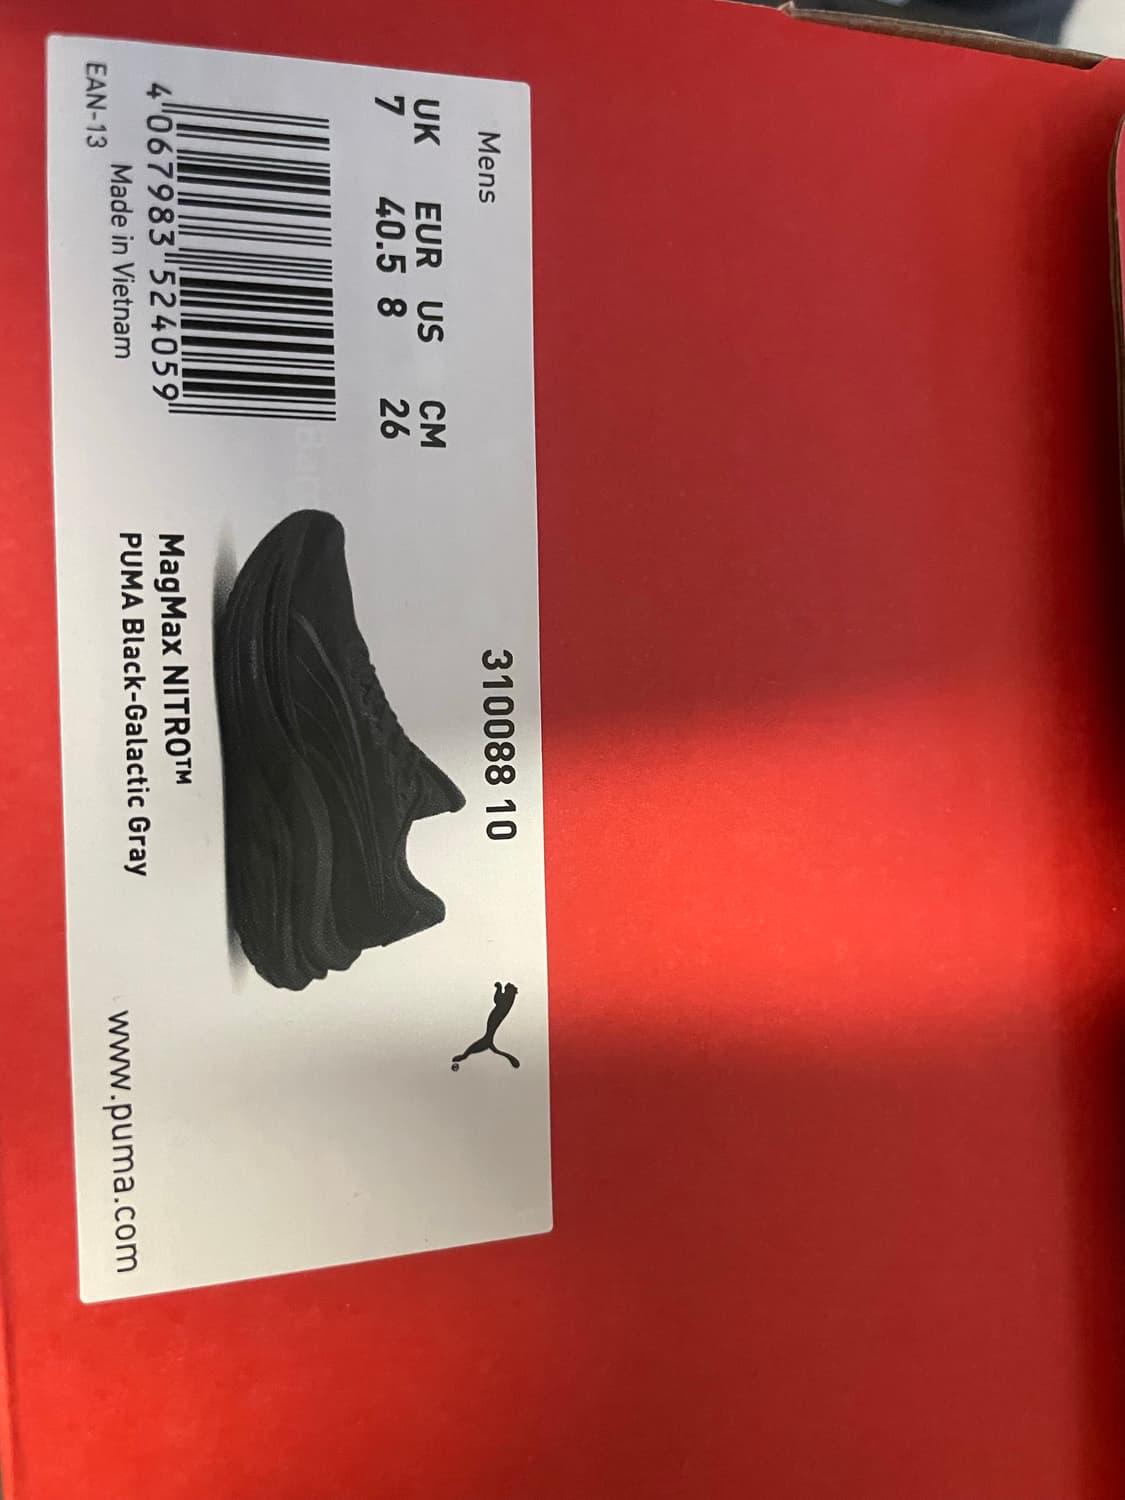 Mens
310088 10
UK EUR US CM
7 40.5 8 26
4 067983 524059
EAN-13
Made in Vietnam
MagMax NITRO™
PUMA Black-Galactic Gray
www.puma.com